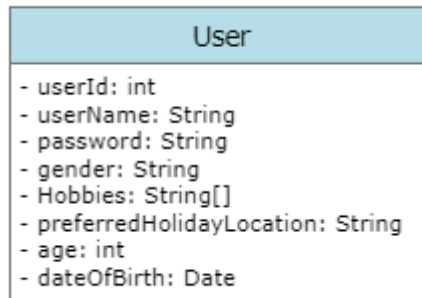 User
- userId: int
- userName: String
- password: String
- gender: String
- Hobbies: String[]
- preferredHolidayLocation: String
- age: int
- dateOfBirth: Date